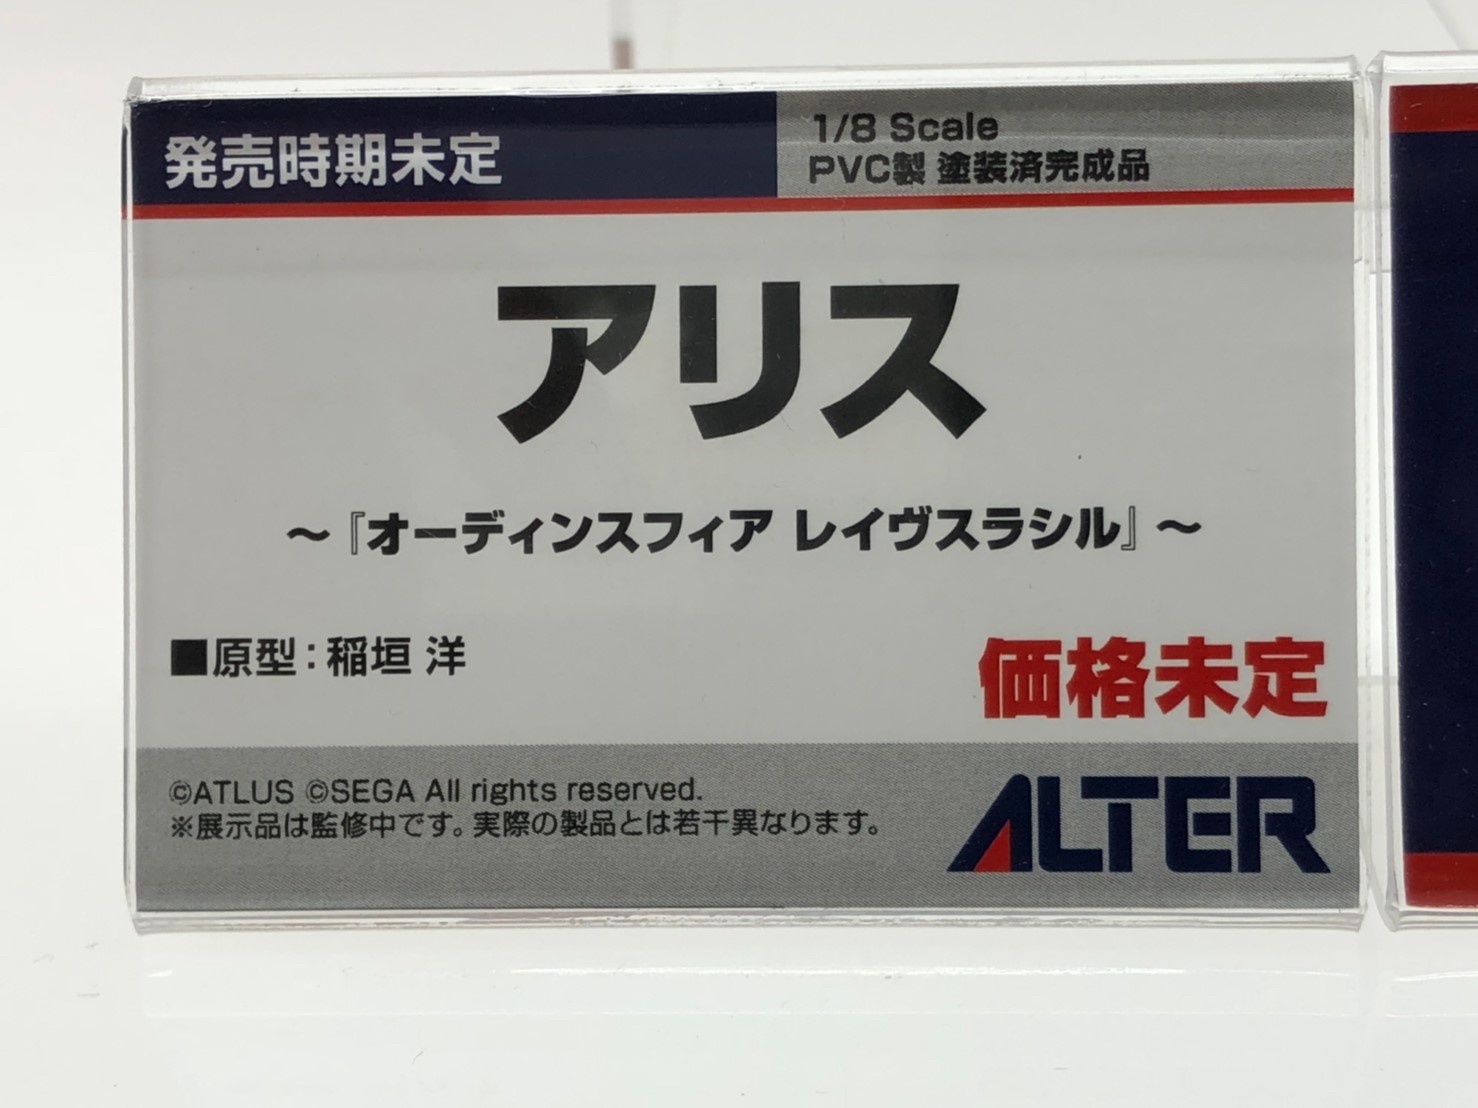 発売時期未定
1/8 Scale
PVC製 塗装済完成品
アリス
～『オーディンスフィア レイヴスラシル』～
■原型：稲垣 洋
価格未定
©ATLUS ©SEGA All rights reserved.
※展示品は監修中です。実際の製品とは若干異なります。
ALTER